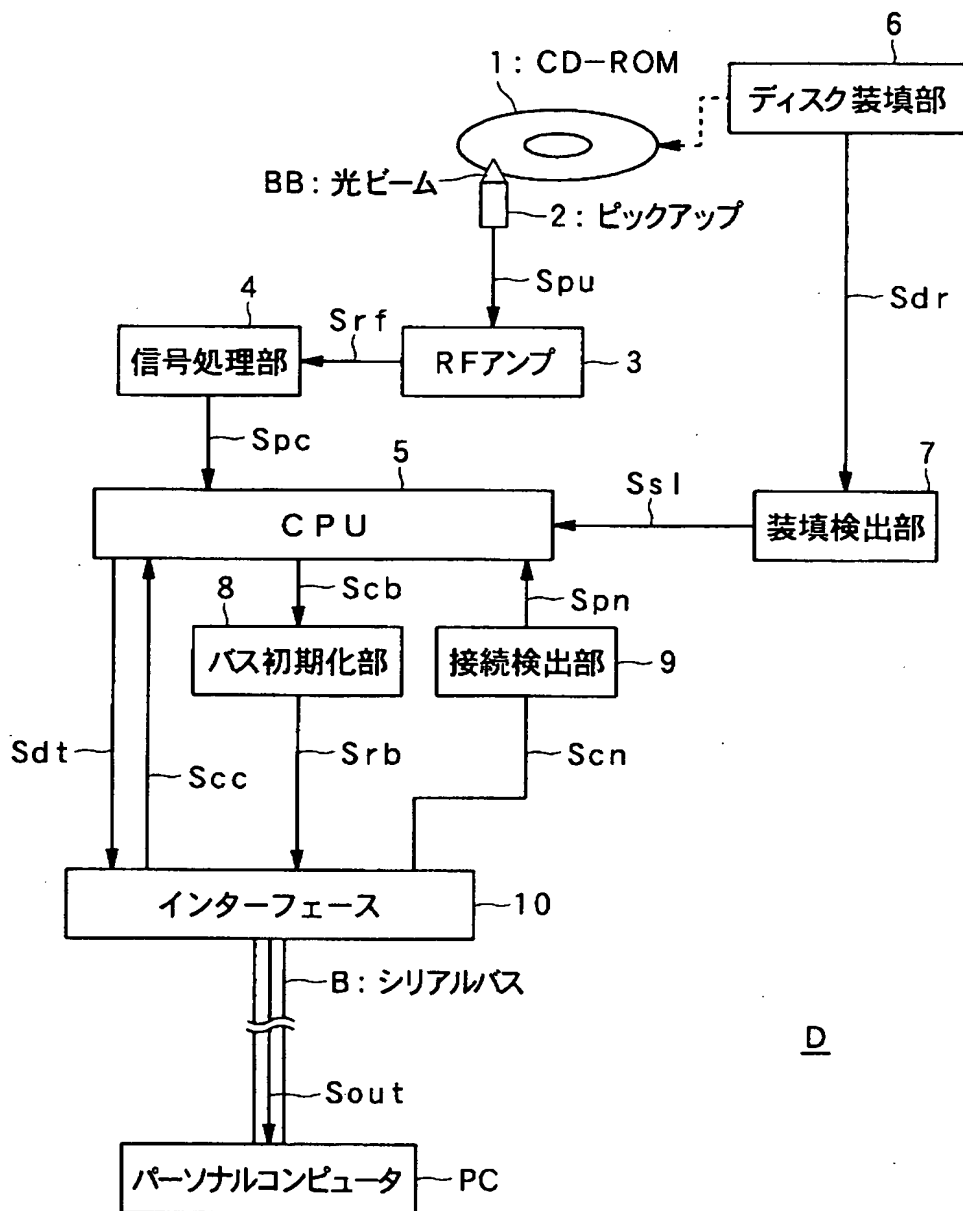 6
1: CD-ROM
ディスク装填部
BB: 光ビーム
2: ピックアップ
Spu
Sdr
4
Srf
信号処理部
RFアンプ
3
Spc
5
7
Ssl
CPU
装填検出部
Scb
Spn
8
バス初期化部
接続検出部
9
Sdt
Scc
Srb
Scn
インターフェース
10
B: シリアルバス
D
Sout
パーソナルコンピュータ
PC